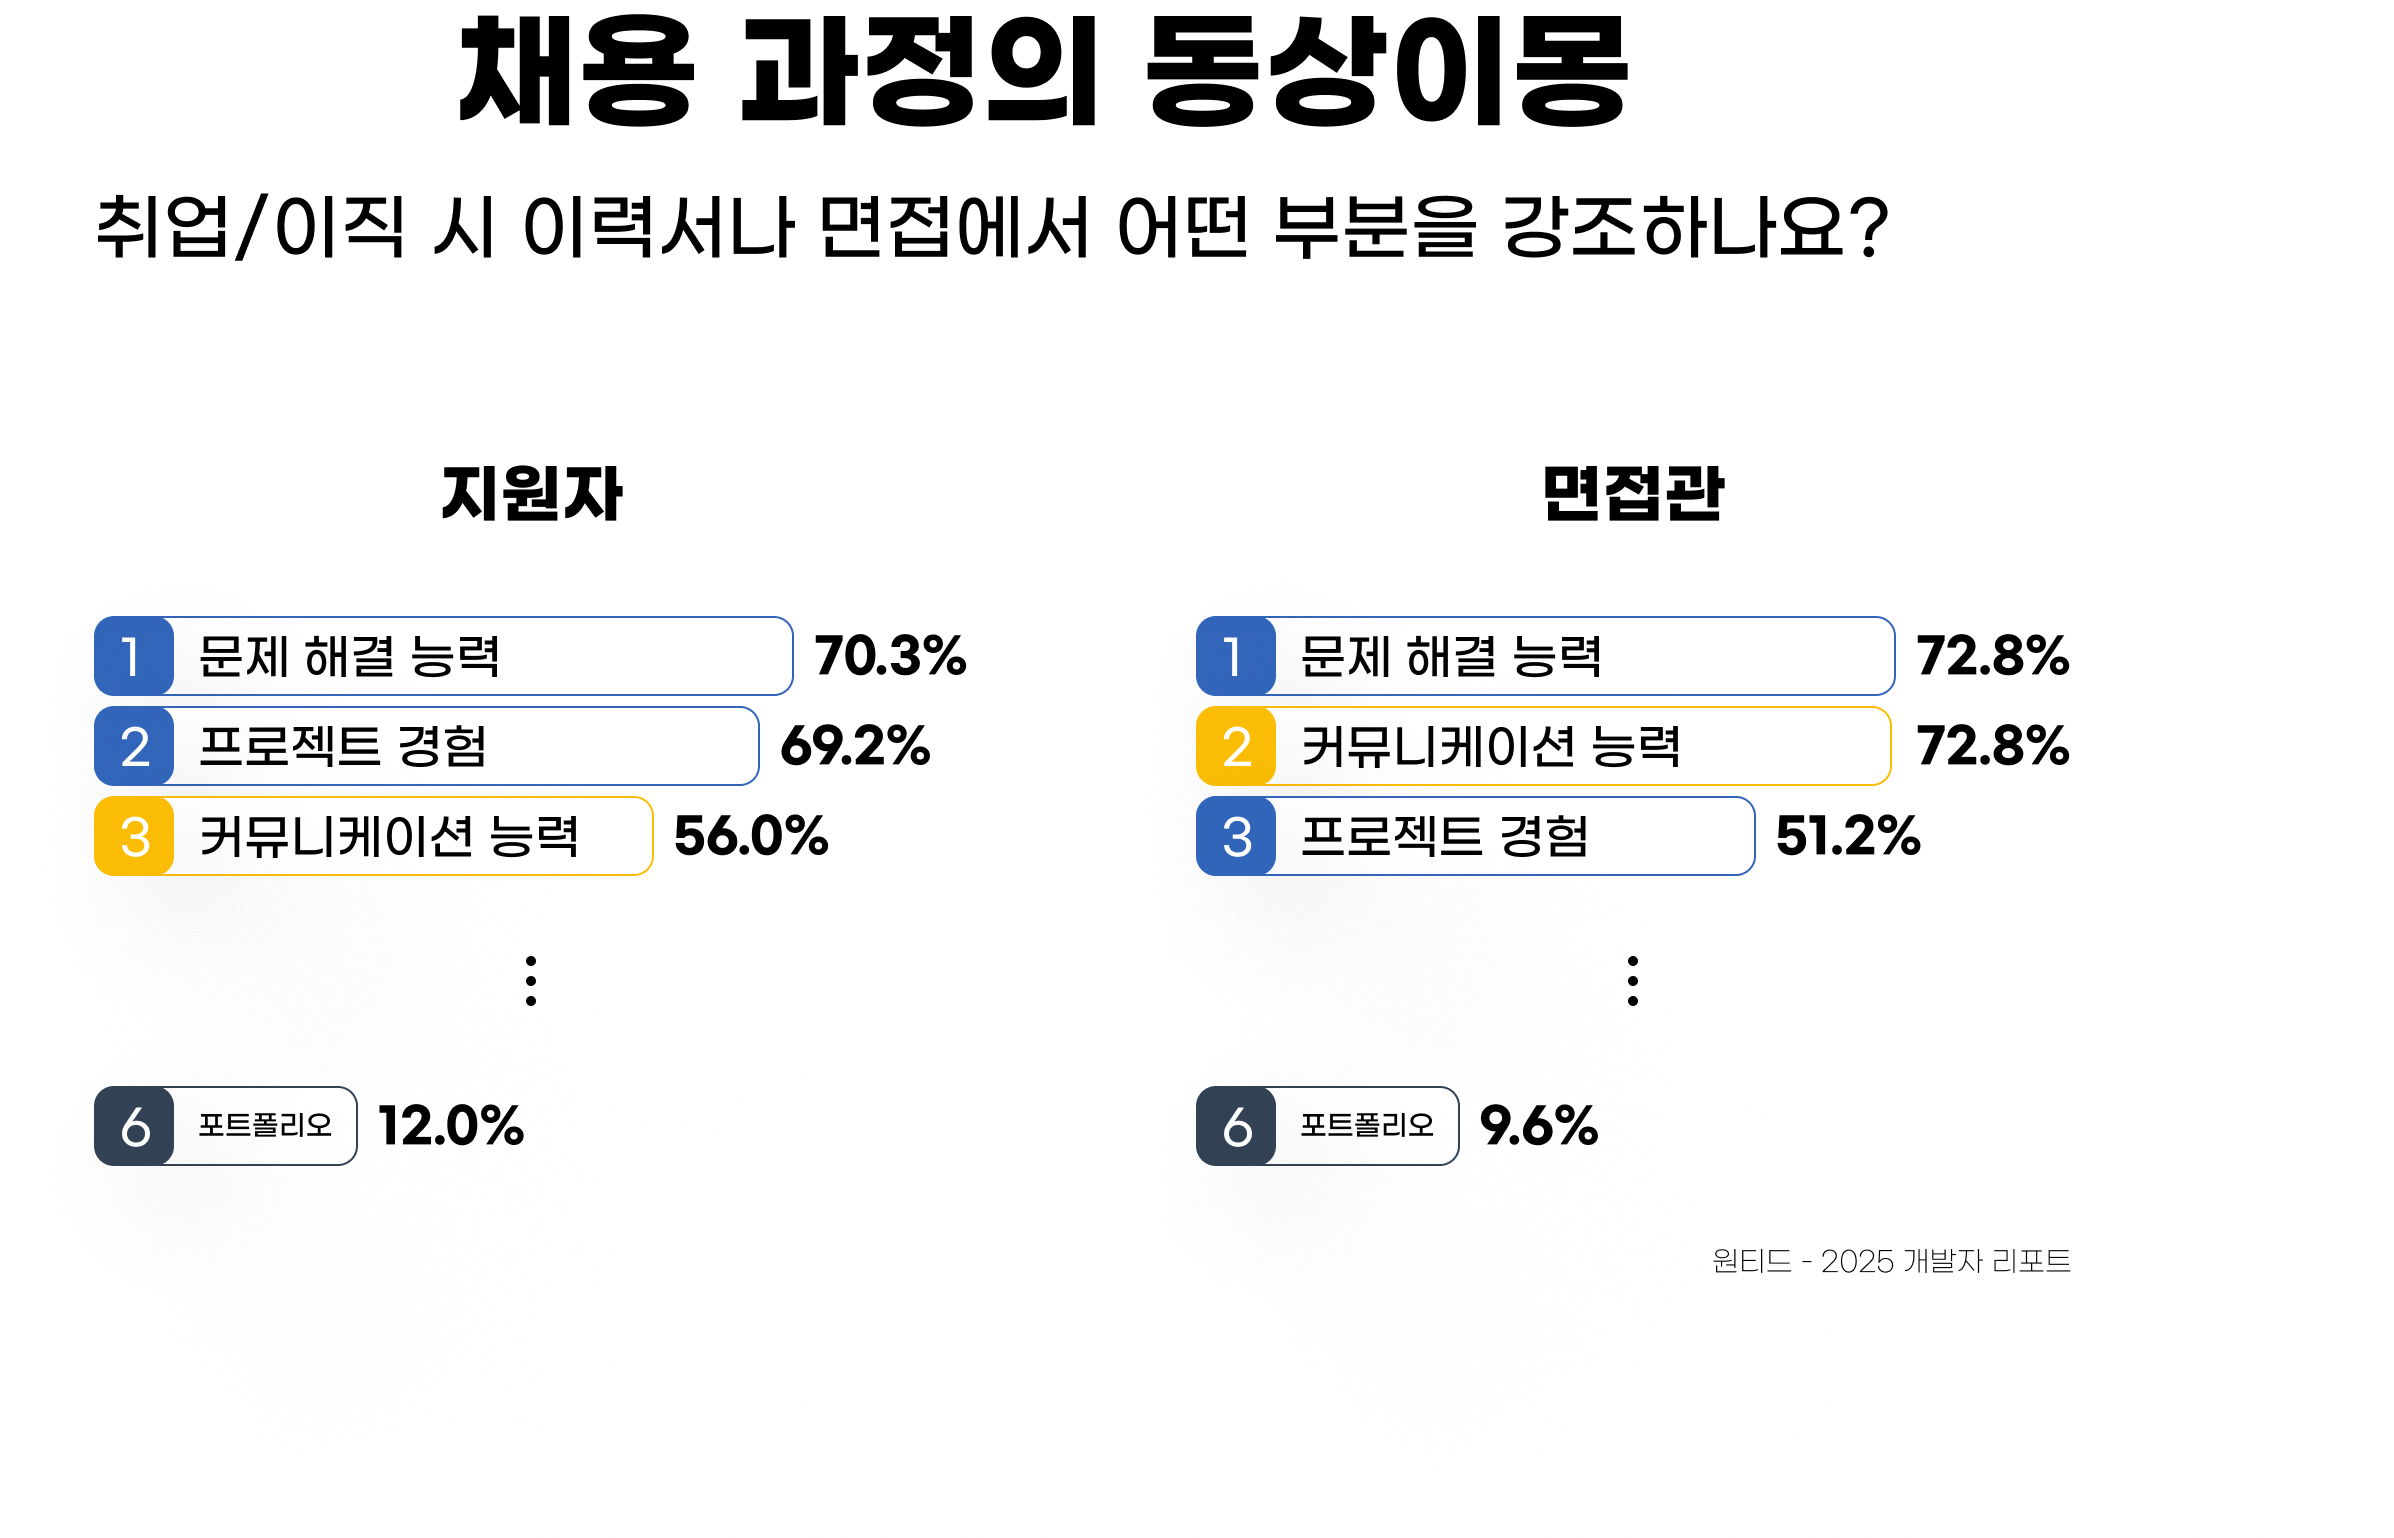 채용 과정의 동상이몽
취업/이직 시 이력서나 면접에서 어떤 부분을 강조하나요?
지원자
1 문제 해결 능력 70.3%
2 프로젝트 경험 69.2%
3 커뮤니케이션 능력 56.0%
6 포트폴리오 12.0%
면접관
1 문제 해결 능력 72.8%
2 커뮤니케이션 능력 72.8%
3 프로젝트 경험 51.2%
6 포트폴리오 9.6%
원티드 - 2025 개발자 리포트